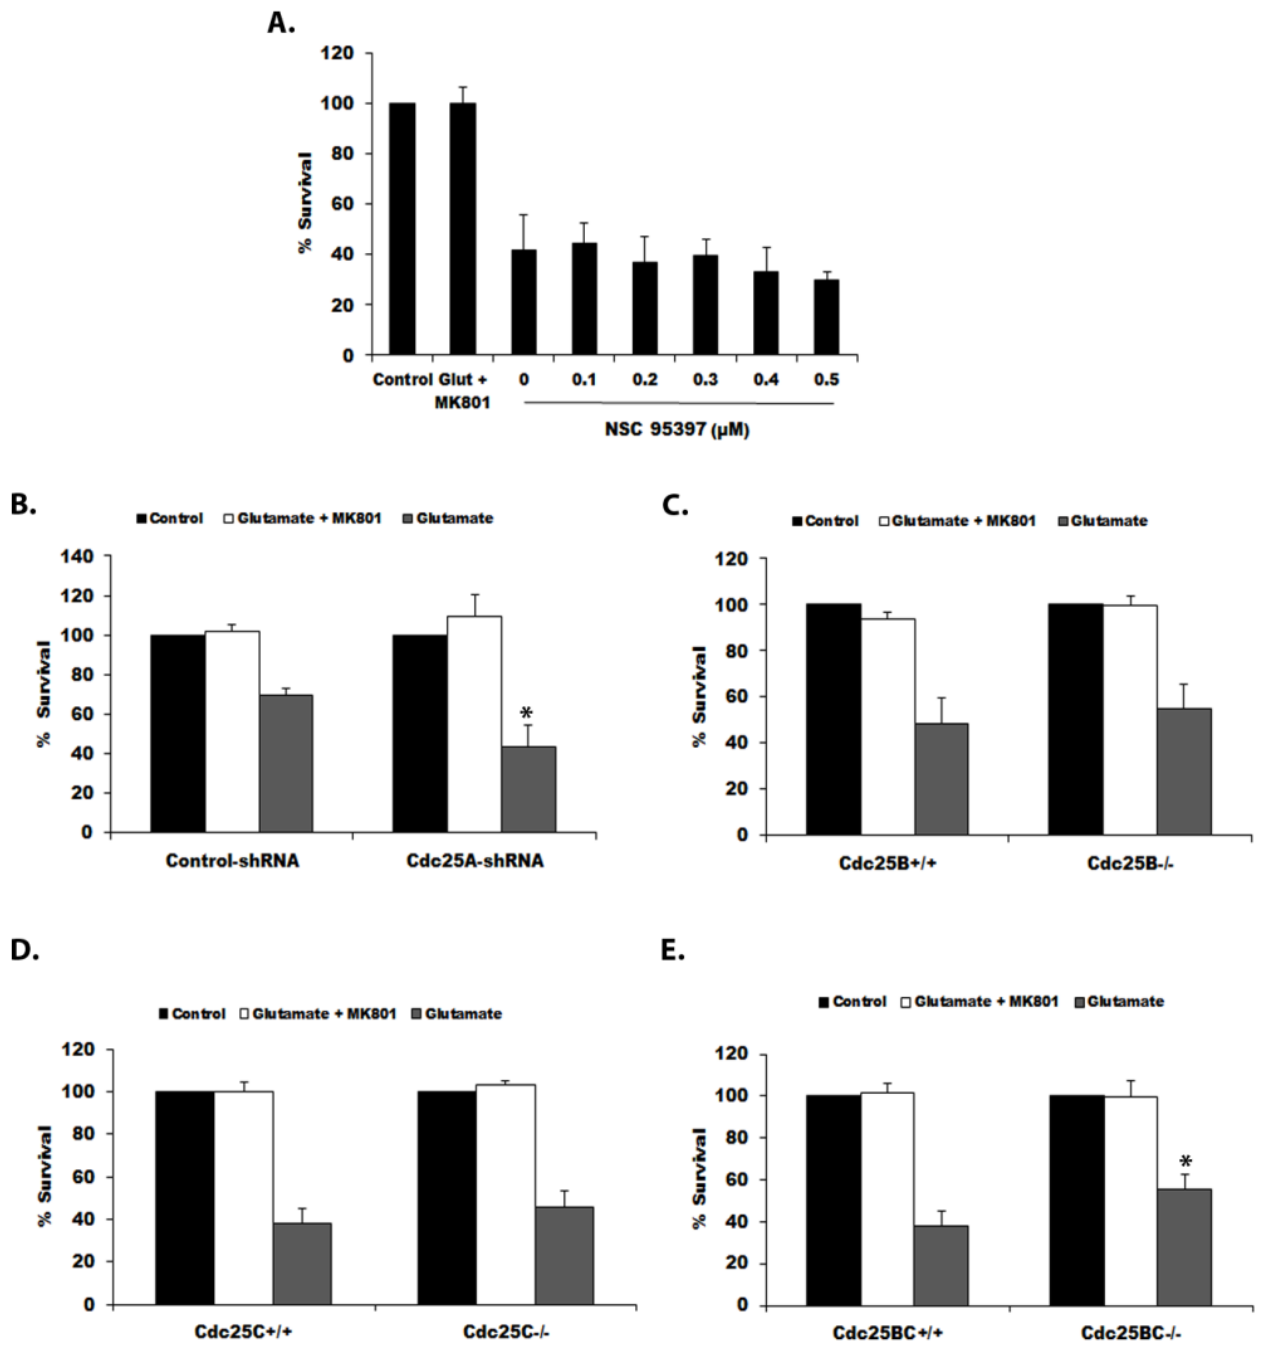 A.
120
100
80
60
40
20
0
% Survival
Control Glut + 0 0.1 0.2 0.3 0.4 0.5
MK801
NSC 95397 (μM)
B.
■ Control □ Glutamate + MK801 ■ Glutamate
140
120
100
80
60
40
20
0
% Survival
*
Control-shRNA Cdc25A-shRNA
C.
■ Control □ Glutamate + MK801 ■ Glutamate
120
100
80
60
40
20
0
% Survival
Cdc25B+/+ Cdc25B-/-
D.
■ Control □ Glutamate + MK801 ■ Glutamate
120
100
80
60
40
20
0
% Survival
Cdc25C+/+ Cdc25C-/-
E.
■ Control □ Glutamate + MK801 ■ Glutamate
120
100
80
60
40
20
0
% Survival
*
Cdc25BC+/+ Cdc25BC-/-